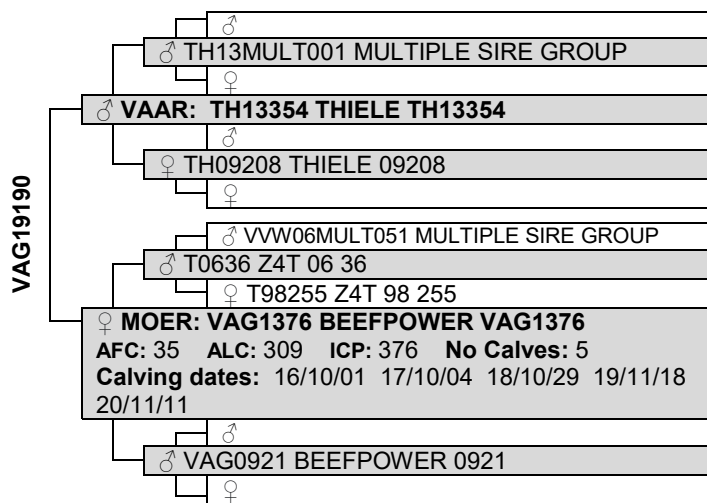 VAG19190
♂
♂ TH13MULT001 MULTIPLE SIRE GROUP
♀
♂ VAAR: TH13354 THIELE TH13354
♂
♀ TH09208 THIELE 09208
♀
♂ VVW06MULT051 MULTIPLE SIRE GROUP
♂ T0636 Z4T 06 36
♀ T98255 Z4T 98 255
♀ MOER: VAG1376 BEEFPOWER VAG1376
AFC: 35 ALC: 309 ICP: 376 No Calves: 5
Calving dates: 16/10/01 17/10/04 18/10/29 19/11/18
20/11/11
♂
♂ VAG0921 BEEFPOWER 0921
♀